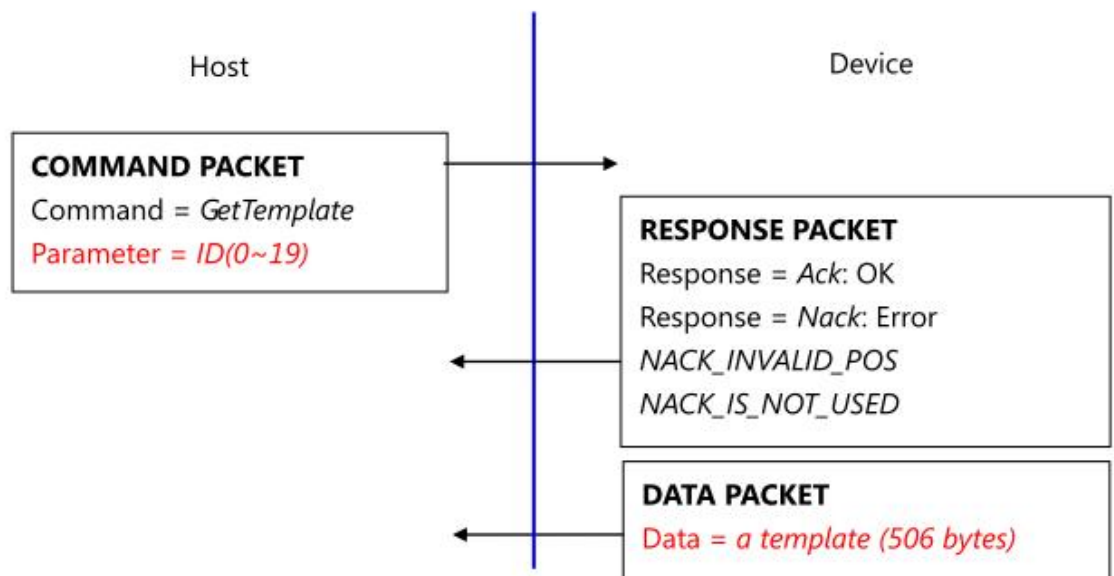 Host
Device
COMMAND PACKET
Command = GetTemplate
Parameter = ID(0~19)
RESPONSE PACKET
Response = Ack: OK
Response = Nack: Error
NACK_INVALID_POS
NACK_IS_NOT_USED
DATA PACKET
Data = a template (506 bytes)